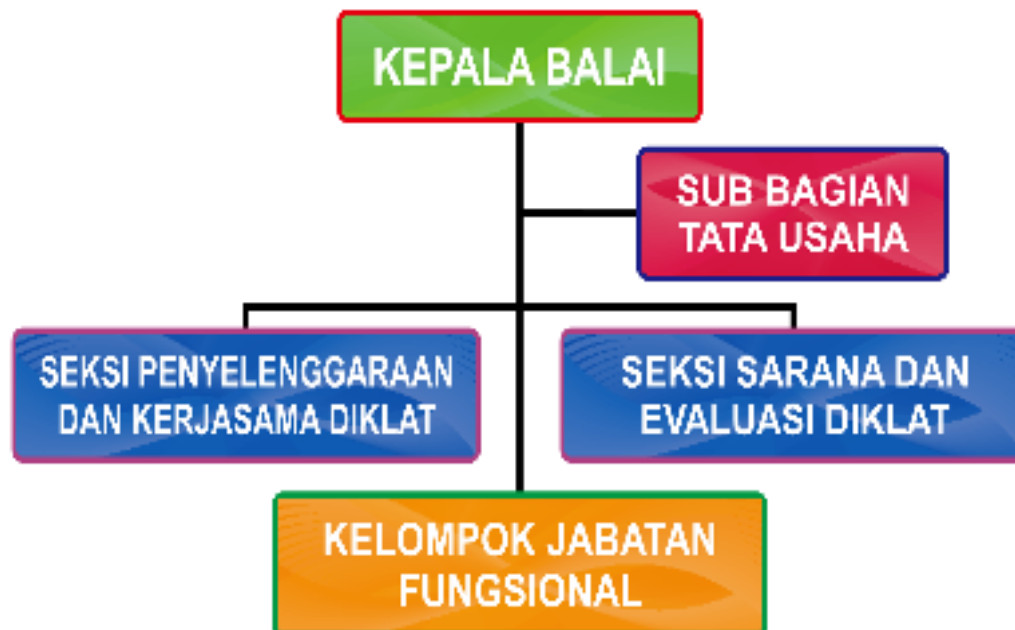 KEPALA BALAI
SUB BAGIAN
TATA USAHA
SEKSI PENYELENGGARAAN
DAN KERJASAMA DIKLAT
SEKSI SARANA DAN
EVALUASI DIKLAT
KELOMPOK JABATAN
FUNGSIONAL